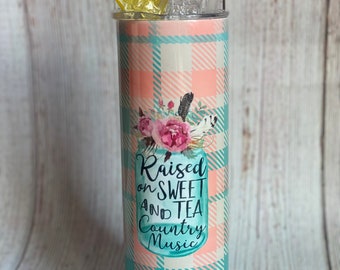 Raised
on SWEET
AND TEA
Country
Music